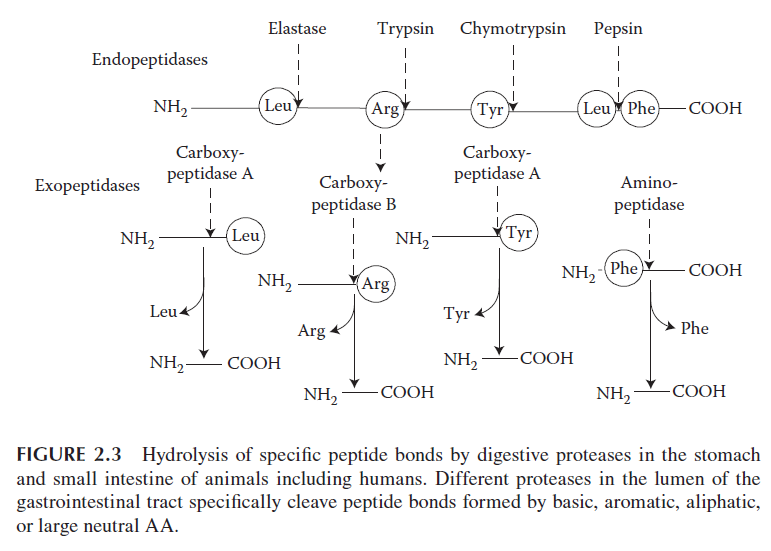 Elastase Trypsin Chymotrypsin Pepsin
Endopeptidases
NH2 Leu Arg Tyr Leu Phe COOH
Exopeptidases
Carboxy-
peptidase A
NH2 Leu
Leu
NH2 COOH
Carboxy-
peptidase B
NH2 Arg
Arg
NH2 COOH
Carboxy-
peptidase A
NH2 Tyr
Tyr
NH2 COOH
Amino-
peptidase
NH2- Phe COOH
Phe
NH2 COOH
FIGURE 2.3 Hydrolysis of specific peptide bonds by digestive proteases in the stomach
and small intestine of animals including humans. Different proteases in the lumen of the
gastrointestinal tract specifically cleave peptide bonds formed by basic, aromatic, aliphatic,
or large neutral AA.